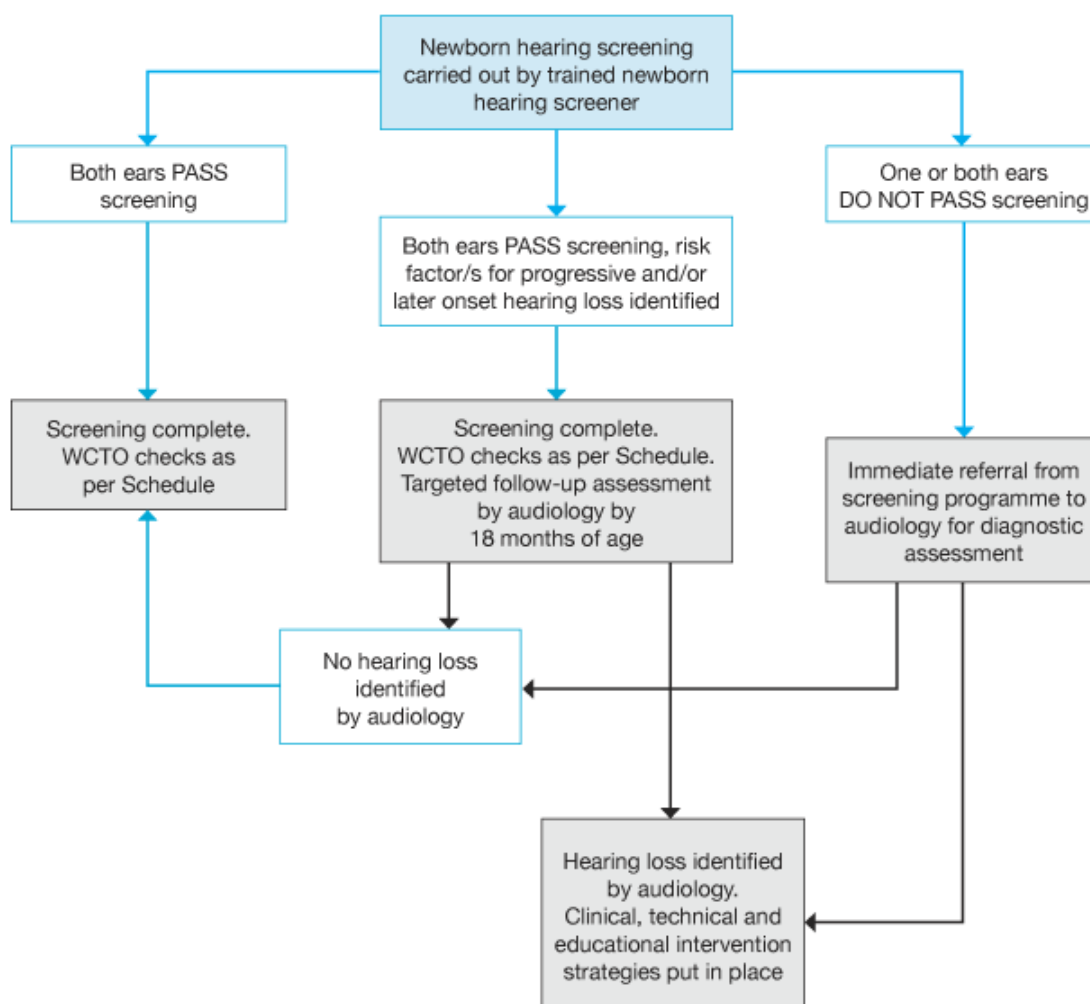 Newborn hearing screening
carried out by trained newborn
hearing screener
Both ears PASS
screening
One or both ears
DO NOT PASS screening
Both ears PASS screening, risk
factor/s for progressive and/or
later onset hearing loss identified
Screening complete.
WCTO checks as
per Schedule
Screening complete.
WCTO checks as per Schedule.
Targeted follow-up assessment
by audiology by
18 months of age
Immediate referral from
screening programme to
audiology for diagnostic
assessment
No hearing loss
identified
by audiology
Hearing loss identified
by audiology.
Clinical, technical and
educational intervention
strategies put in place